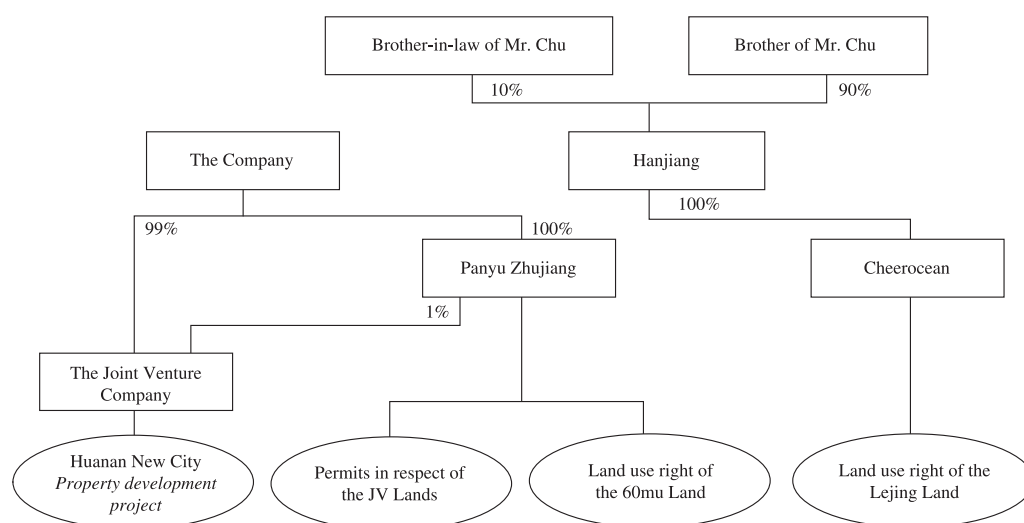 Brother-in-law of Mr. Chu
Brother of Mr. Chu
10%
90%
The Company
Hanjiang
100%
99%
100%
Panyu Zhujiang
Cheerocean
1%
The Joint Venture
Company
Huanan New City
Property development
project
Permits in respect of
the JV Lands
Land use right of
the 60mu Land
Land use right of the
Lejing Land